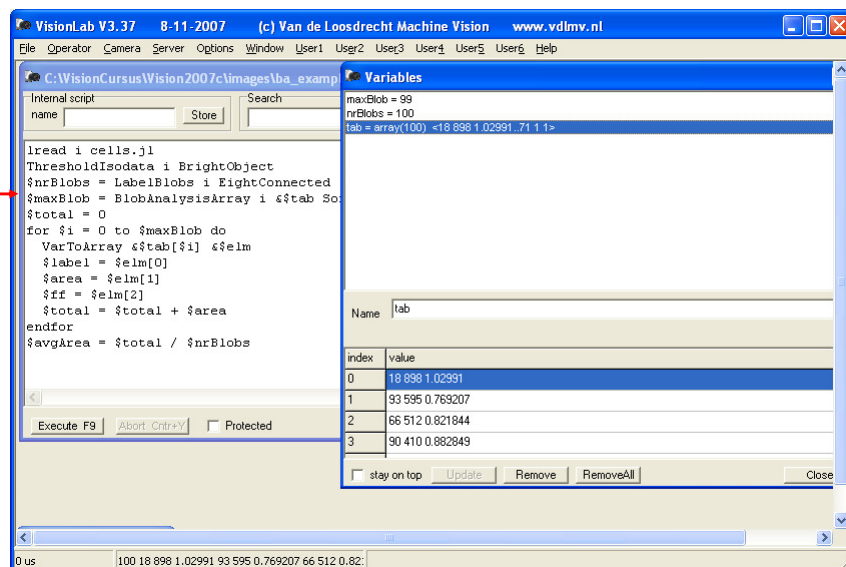 VisionLab V3.37 8-11-2007 (c) Van de Loosdrecht Machine Vision www.vdlmv.nl
File Operator Camera Server Options Window User1 User2 User3 User4 User5 User6 Help
C:\VisionCursus\Vision2007c\images\ba_examp
Internal script
name
Store
Search
lread i cells.jl
ThresholdIsodata i BrightObject
$nrBlobs = LabelBlobs i EightConnected
$maxBlob = BlobAnalysisArray i &$tab So
$total = 0
for $i = 0 to $maxBlob do
VarToArray &$tab[$i] &$elm
$label = $elm[0]
$area = $elm[1]
$ff = $elm[2]
$total = $total + $area
endfor
$avgArea = $total / $nrBlobs
Execute F9 Abort Cntr+Y Protected
Variables
maxBlob = 99
nrBlobs = 100
tab = array(100) <18 898 1.02991..71 1 1>
Name tab
index value
0 18 898 1.02991
1 93 595 0.769207
2 66 512 0.821844
3 90 410 0.882849
stay on top Update Remove RemoveAll Close
0 us 100 18 898 1.02991 93 595 0.769207 66 512 0.82: